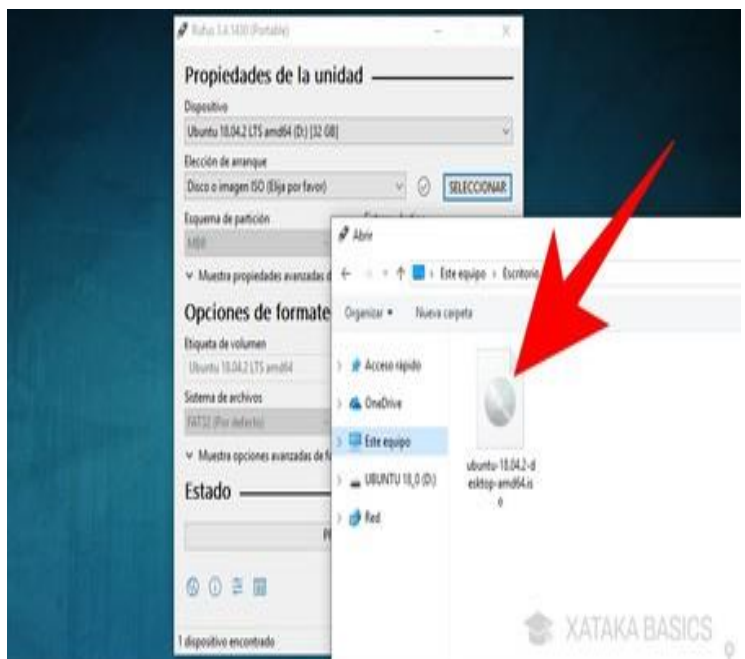 Rufus 3.4.1430 (Portable)
Propiedades de la unidad
Dispositivo
Ubuntu 18.04.2 LTS amd64 (D:) [32 GB]
Elección de arranque
Disco o imagen ISO (Elija por favor)
SELECCIONAR
Esquema de partición
MBR
Muestra propiedades avanzadas d
Opciones de formate
Etiqueta de volumen
Ubuntu 18.04.2 LTS amd64
Sistema de archivos
FAT32 (Por defecto)
Muestra opciones avanzadas de fo
Estado
1 dispositivo encontrado
Abrir
Este equipo › Escritorio
Organizar
Nueva carpeta
Acceso rápido
OneDrive
Este equipo
UBUNTU 18_0 (D:)
Red
ubuntu-18.04.2-d
esktop-amd64.is
o
XATAKA BASICS